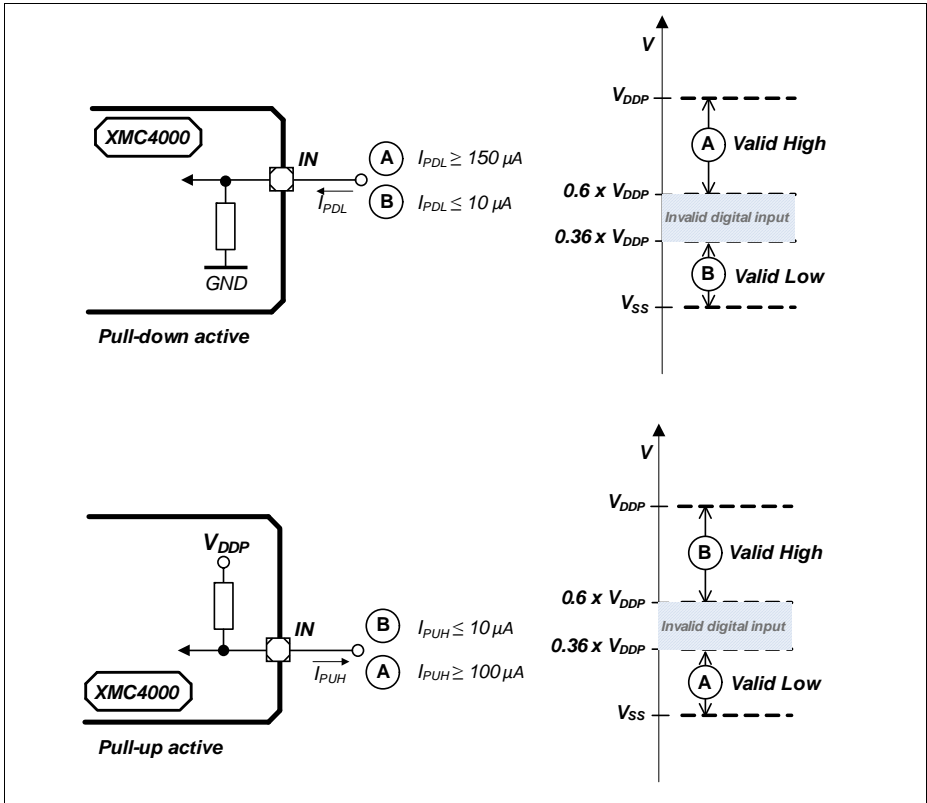 XMC4000
IN
A I_PDL ≥ 150 µA
I_PDL
B I_PDL ≤ 10 µA
GND
Pull-down active
V
V_DDP
A Valid High
0.6 x V_DDP
Invalid digital input
0.36 x V_DDP
B Valid Low
V_SS
V_DDP
IN
B I_PUH ≤ 10 µA
I_PUH
A I_PUH ≥ 100 µA
XMC4000
Pull-up active
V
V_DDP
B Valid High
0.6 x V_DDP
Invalid digital input
0.36 x V_DDP
A Valid Low
V_SS